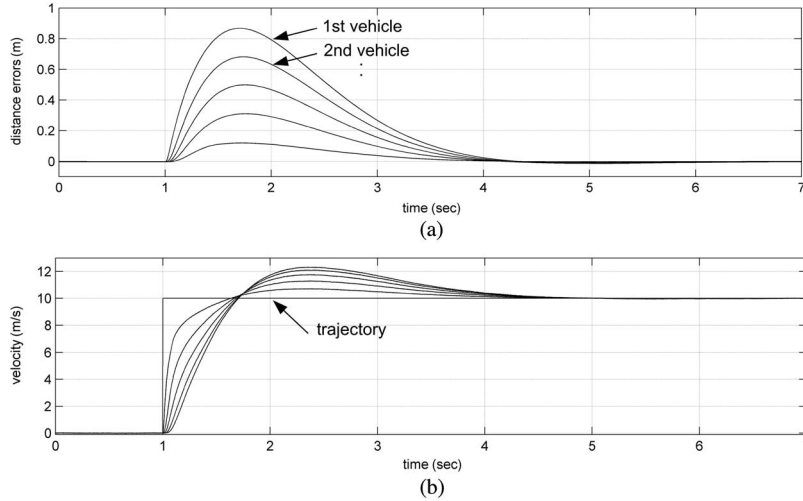 1
0.8
0.6
0.4
0.2
0
distance errors (m)
1st vehicle
2nd vehicle
:
0 1 2 3 4 5 6 7
time (sec)
(a)
12
10
8
6
4
2
0
velocity (m/s)
trajectory
0 1 2 3 4 5 6 7
time (sec)
(b)